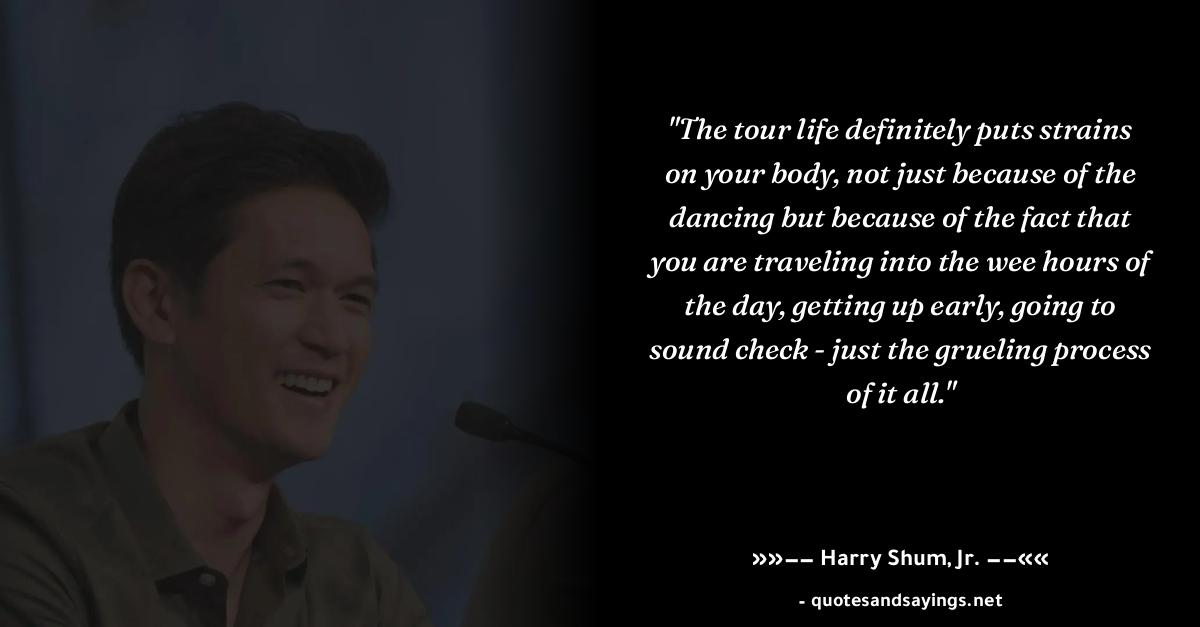 "The tour life definitely puts strains
on your body, not just because of the
dancing but because of the fact that
you are traveling into the wee hours of
the day, getting up early, going to
sound check - just the grueling process
of it all."
»»–– Harry Shum, Jr. ––««
- quotesandsayings.net